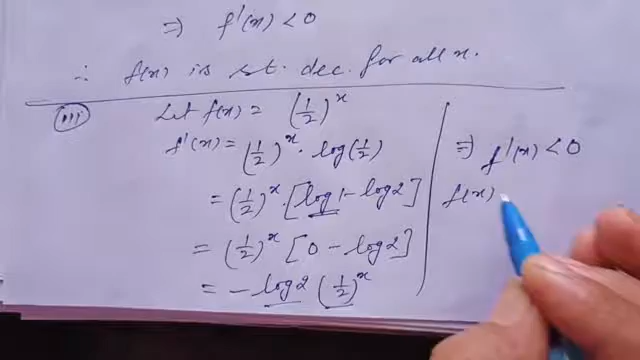 ⇒ f'(x) < 0
∴ f(x) is st. dec. for all x.
(iii) Let f(x) = (1/2)^x
f'(x) = (1/2)^x · log(1/2)
= (1/2)^x · [log 1 - log 2]
= (1/2)^x [0 - log 2]
= - log 2 (1/2)^x
⇒ f'(x) < 0
f(x)